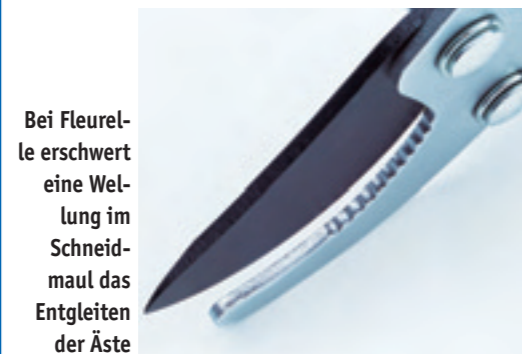 Bei Fleurel-
le erschwert
eine Wel-
lung im
Schneid-
maul das
Entgleiten
der Äste